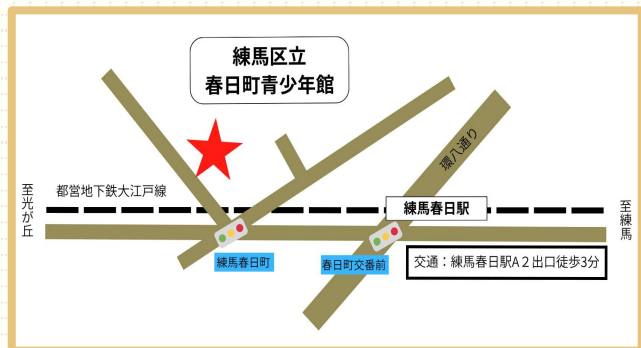 練馬区立
春日町青少年館
環八通り
都営地下鉄大江戸線
至光が丘
練馬春日駅
至練馬
練馬春日町
春日町交番前
交通：練馬春日駅A２出口徒歩3分